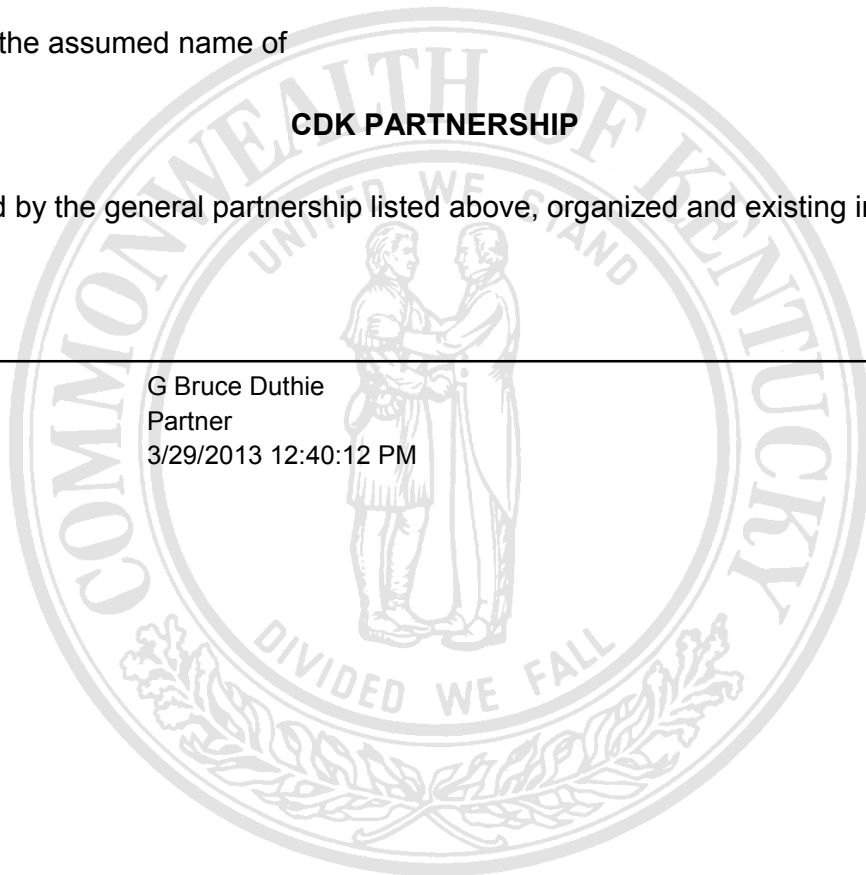 the assumed name of
CDK PARTNERSHIP
by the general partnership listed above, organized and existing
G Bruce Duthie
Partner
3/29/2013 12:40:12 PM
COMMONWEALTH OF KENTUCKY
UNITED WE STAND
DIVIDED WE FALL